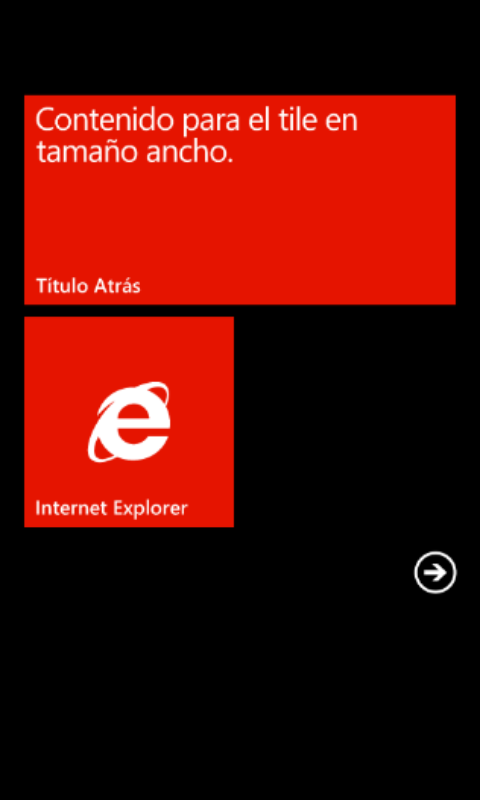 Contenido para el tile en
tamaño ancho.
Título Atrás
Internet Explorer